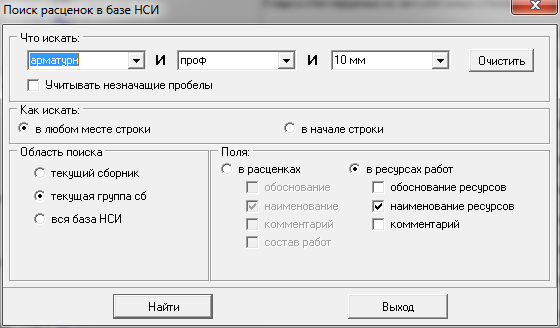 Поиск расценок в базе НСИ
Что искать:
арматурн И проф И 10 мм Очистить
Учитывать незначащие пробелы
Как искать:
в любом месте строки в начале строки
Область поиска
текущий сборник
текущая группа сб
вся база НСИ
Поля:
в расценках в ресурсах работ
обоснование обоснование ресурсов
наименование наименование ресурсов
комментарий комментарий
состав работ
Найти Выход